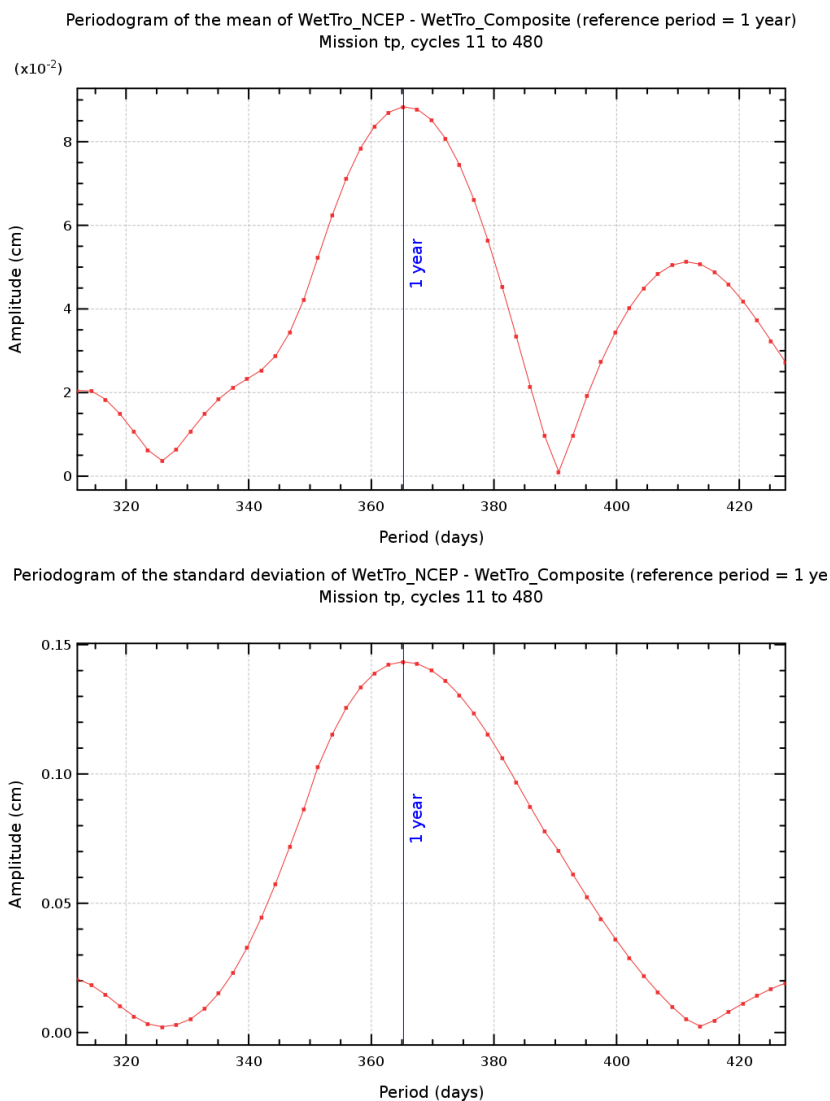 Periodogram of the mean of WetTro_NCEP - WetTro_Composite (reference period = 1 year)
Mission tp, cycles 11 to 480
(x10⁻²)
8
6
4
2
0
Amplitude (cm)
1 year
320 340 360 380 400 420
Period (days)
Periodogram of the standard deviation of WetTro_NCEP - WetTro_Composite (reference period = 1 ye
Mission tp, cycles 11 to 480
0.15
0.10
0.05
0.00
Amplitude (cm)
1 year
320 340 360 380 400 420
Period (days)